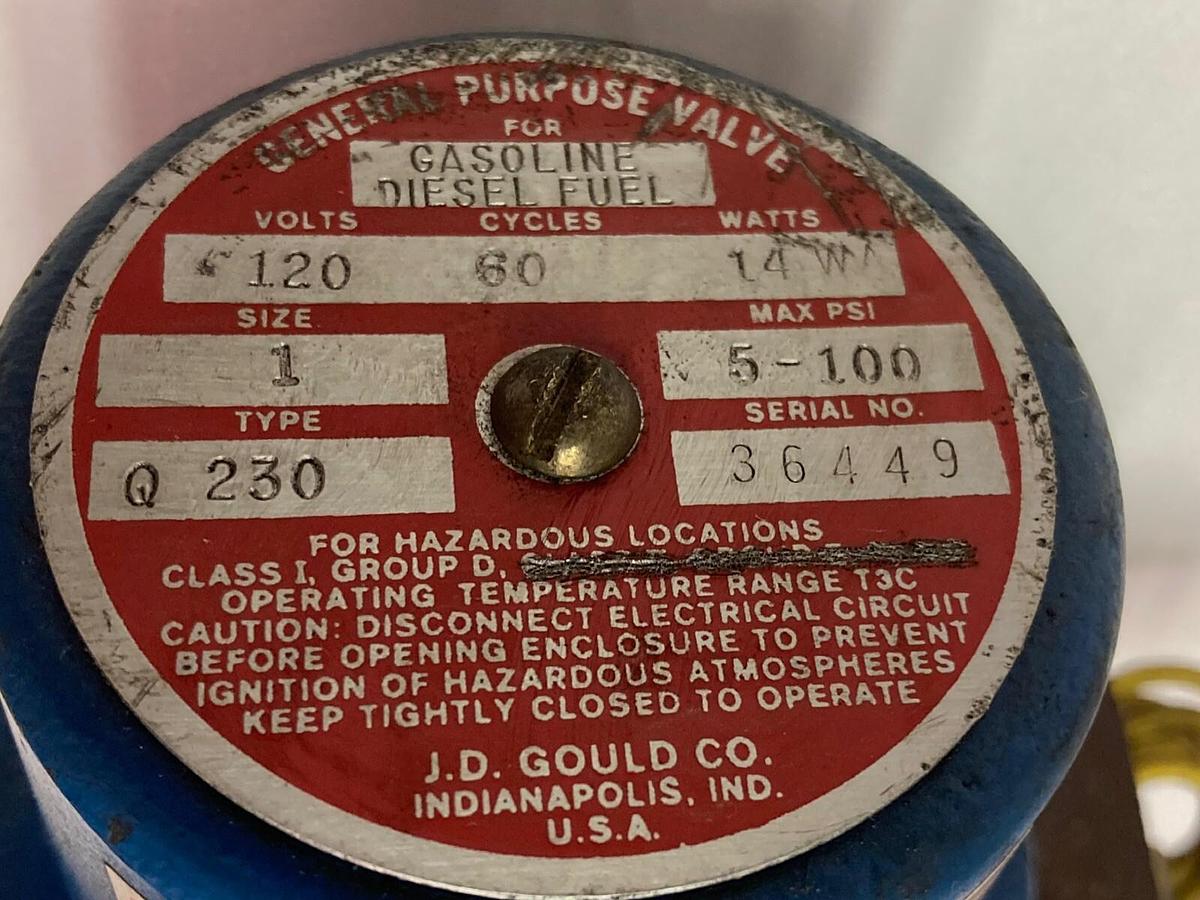 GENERAL PURPOSE VALVE
FOR
GASOLINE
DIESEL FUEL
VOLTS CYCLES WATTS
120 60 14 W
SIZE MAX PSI
1 5-100
TYPE SERIAL NO.
Q 230 36449
FOR HAZARDOUS LOCATIONS
CLASS I, GROUP D,
OPERATING TEMPERATURE RANGE T3C
CAUTION: DISCONNECT ELECTRICAL CIRCUIT
BEFORE OPENING ENCLOSURE TO PREVENT
IGNITION OF HAZARDOUS ATMOSPHERES
KEEP TIGHTLY CLOSED TO OPERATE
J.D. GOULD CO.
INDIANAPOLIS, IND.
U.S.A.